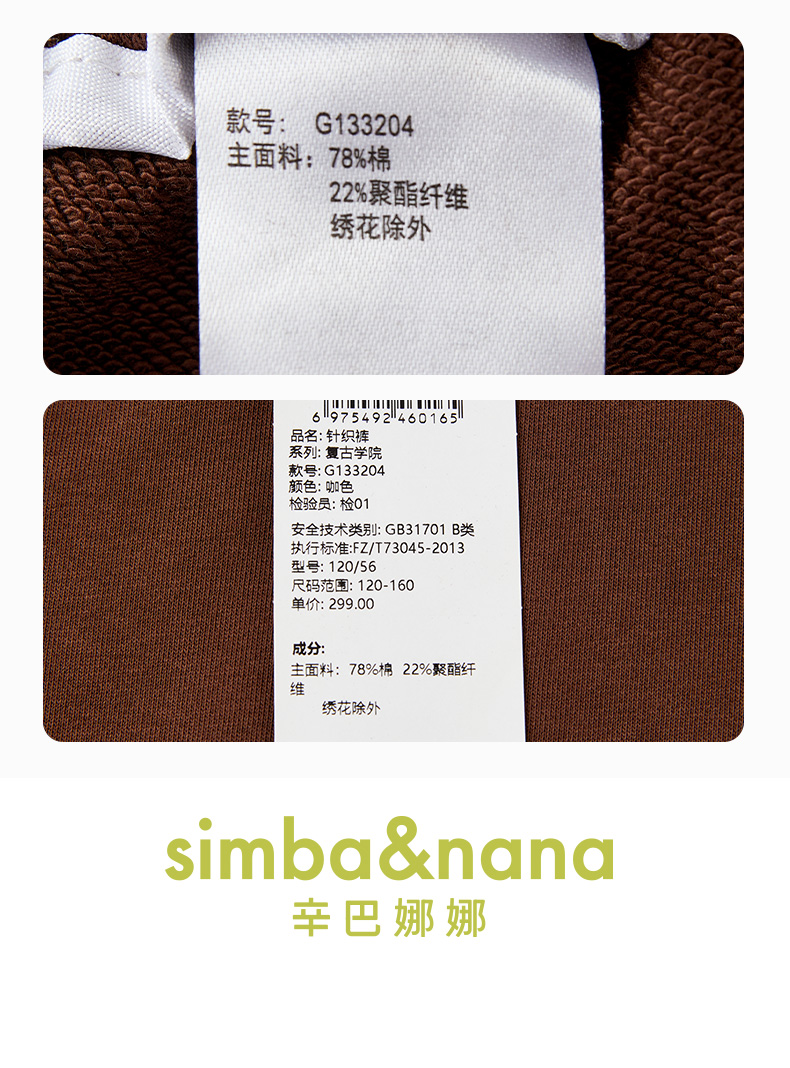 款号： G133204
主面料：78%棉
22%聚酯纤维
绣花除外
6 975492 460165
品名: 针织裤
系列: 复古学院
款号: G133204
颜色: 咖色
检验员: 检01
安全技术类别: GB31701 B类
执行标准:FZ/T73045-2013
型号: 120/56
尺码范围: 120-160
单价: 299.00
成分:
主面料： 78%棉 22%聚酯纤
维
绣花除外
simba&nana
辛巴娜娜